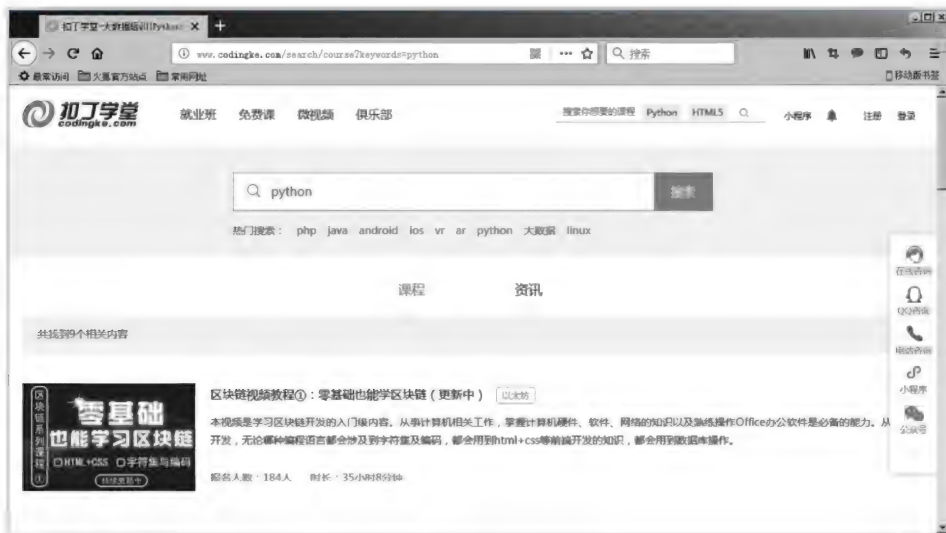 扣丁学堂-大数据培训|Python
www.codingke.com/search/course?keywords=python
搜索
最常访问 火狐官方站点 常用网址
移动版书签
扣丁学堂
codingke.com
就业班 免费课 微视频 俱乐部
搜索你想要的课程 Python HTML5
小程序 注册 登录
python 搜索
热门搜索： php java android ios vr ar python 大数据 linux
课程 资讯
在线咨询
QQ咨询
电话咨询
小程序
公众号
共找到9个相关内容
区块链系列课程①
零基础
也能学习区块链
HTML+CSS 字符集与编码
持续更新中
区块链视频教程①：零基础也能学区块链（更新中）
本视频是学习区块链开发的入门级内容。从事计算机相关工作，掌握计算机硬件、软件、网络的知识以及熟练操作Office办公软件是必备的能力。从
开发，无论哪种编程语言都会涉及到字符集及编码，都会用到html+css等前端开发的知识，都会用到数据库操作。
报名人数：184人 时长：35小时8分钟